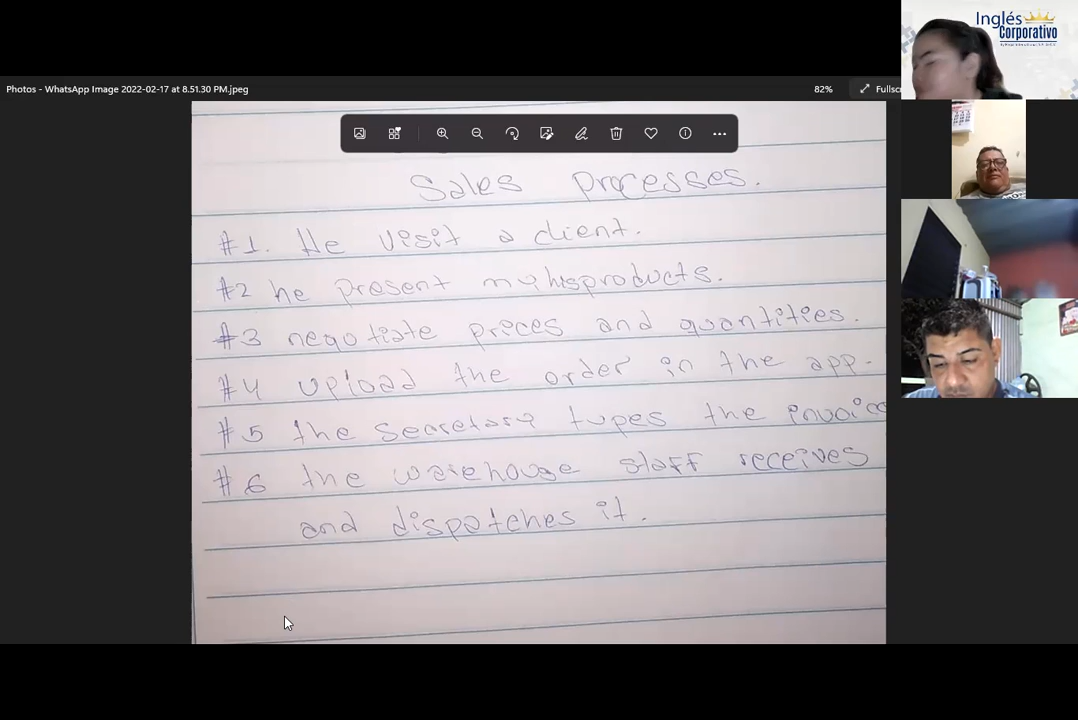 Inglés
Corporativo
Photos - WhatsApp Image 2022-02-17 at 8.51.30 PM.jpeg
82%
Fullscr
Sales Processes.
#1. He visit a client.
#2 he present my hisproducts.
#3 negotiate prices and quantities.
#4 upload the order in the app.
#5 the secretary types the invoice
#6 the warehouse staff receives
and dispatches it.